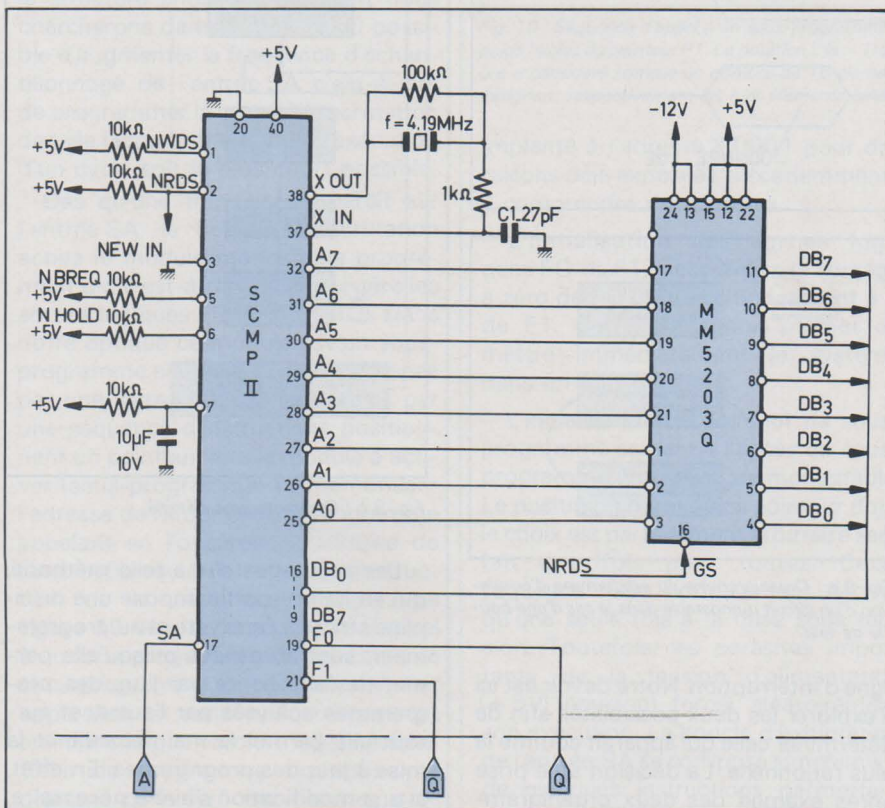 +5V
100kΩ
f = 4.19MHz
-12V +5V
10kΩ
+5V NWDS
10kΩ
+5V NRDS
20 40
1
2
X OUT
38
1kΩ
C1.27pF
24 13 15 12 22
NEW IN
3
X IN
37
A7
32
17
11 DB7
N BREQ 10kΩ
+5V
5
A6
31
18
10 DB6
N HOLD 10kΩ
+5V
6
A5
30
19
9 DB5
SCMP II
A4
29
20
8 DB4
MM5203Q
10kΩ
+5V
7
A3
28
21
7 DB3
10µF
10V
A2
27
1
6 DB2
A1
26
2
5 DB1
A0
25
3
4 DB0
16
NRDS
GS
16 DB0
9 DB7
SA
17
19 F0
21 F1
A
Q̅
Q